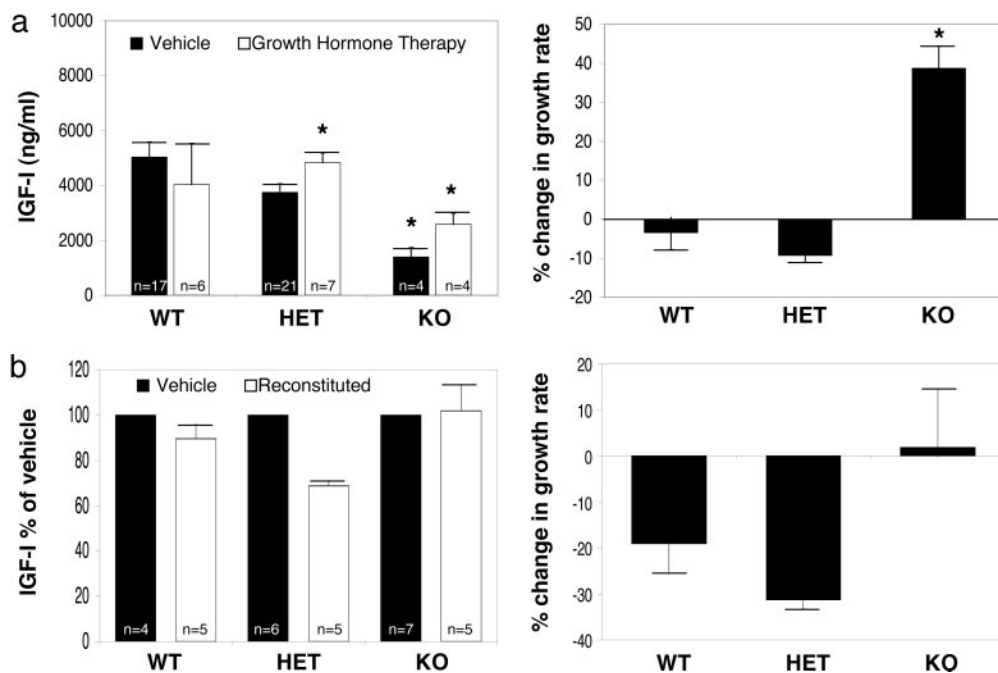 a
IGF-I (ng/ml)
10000
8000
6000
4000
2000
0
Vehicle Growth Hormone Therapy
*
*
*
n=17 n=6 n=21 n=7 n=4 n=4
WT HET KO
% change in growth rate
50
40
30
20
10
0
-10
-20
*
WT HET KO
b
IGF-I % of vehicle
120
100
80
60
40
20
0
Vehicle Reconstituted
n=4 n=5 n=6 n=5 n=7 n=5
WT HET KO
% change in growth rate
20
10
0
-10
-20
-30
-40
WT HET KO